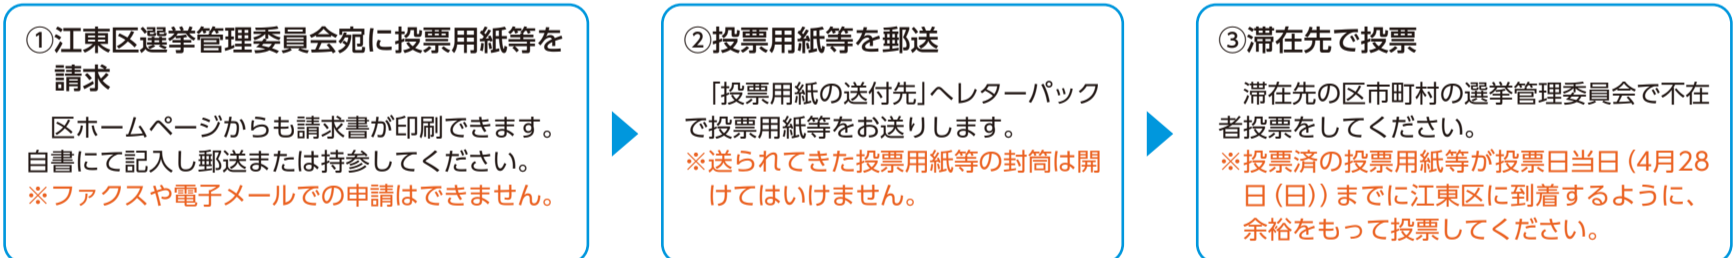 ①江東区選挙管理委員会宛に投票用紙等を
請求
区ホームページからも請求書が印刷できます。
自書にて記入し郵送または持参してください。
※ファクスや電子メールでの申請はできません。
②投票用紙等を郵送
「投票用紙の送付先」へレターパック
で投票用紙等をお送りします。
※送られてきた投票用紙等の封筒は開
けてはいけません。
③滞在先で投票
滞在先の区市町村の選挙管理委員会で不在
者投票をしてください。
※投票済の投票用紙等が投票日当日（4月28
日（日））までに江東区に到着するように、
余裕をもって投票してください。